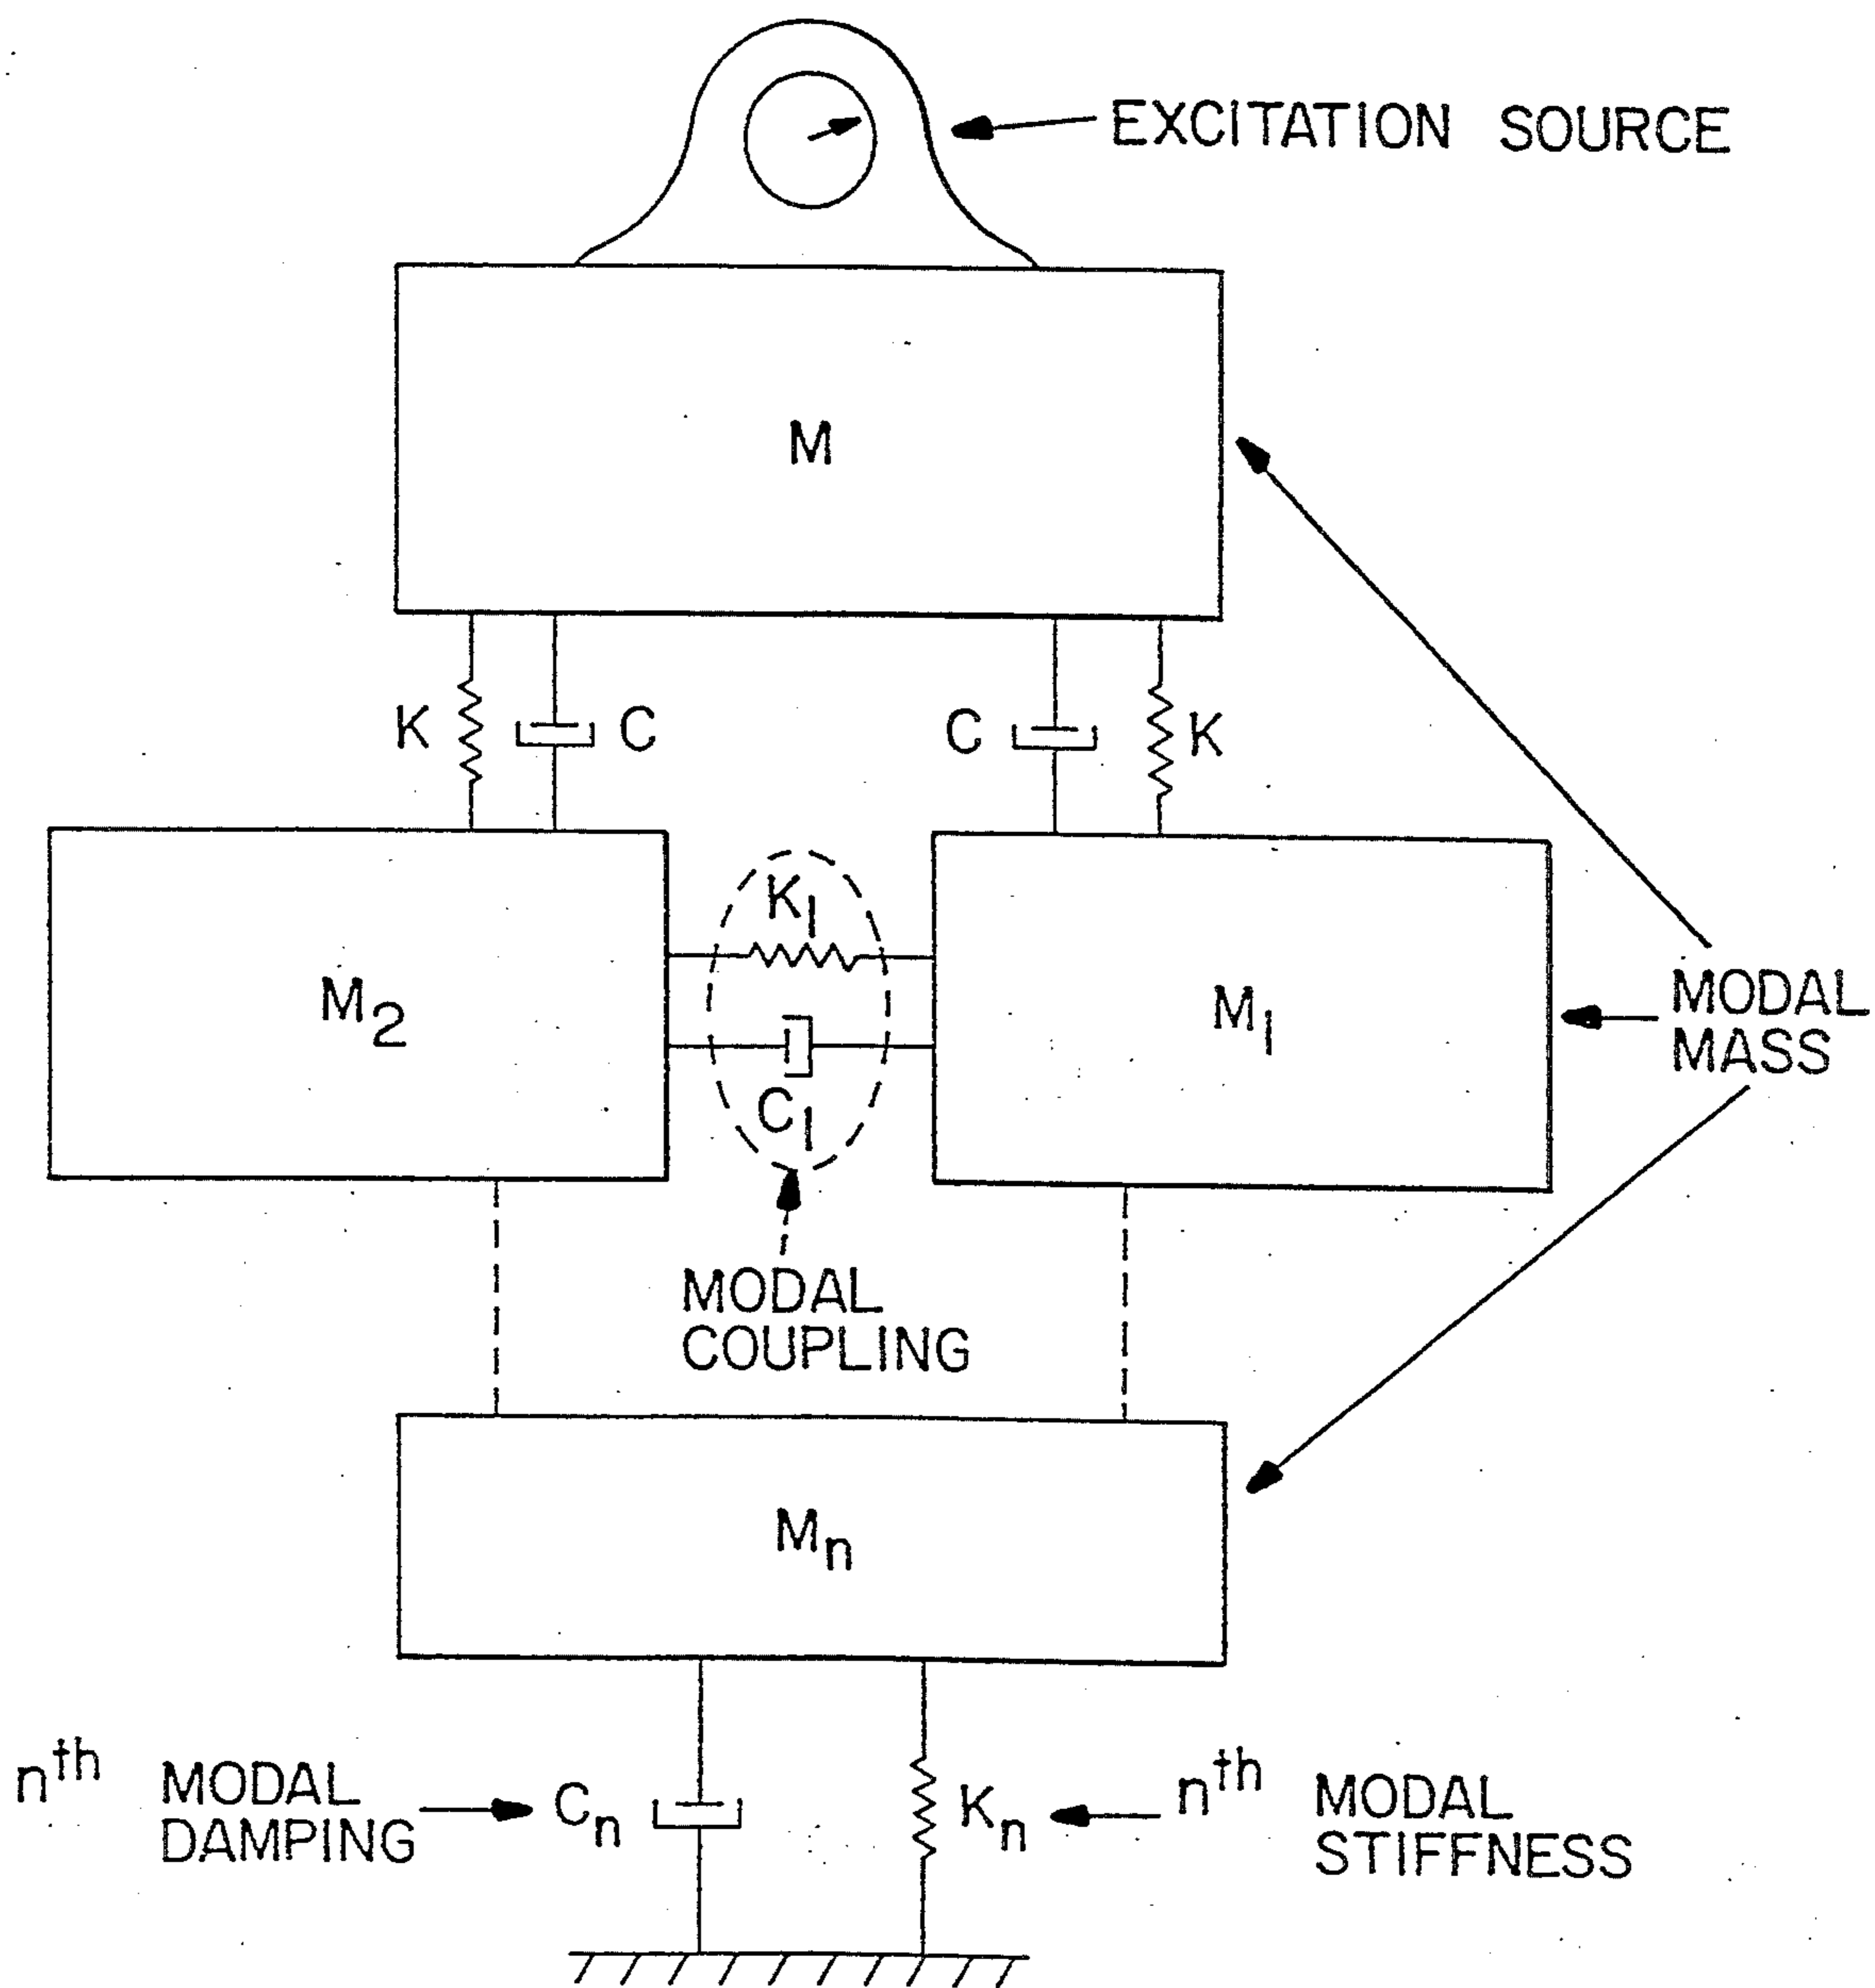 EXCITATION SOURCE
M
K C C K
K1
M2 M1
C1
MODAL
MASS
MODAL
COUPLING
Mn
nth MODAL
DAMPING
Cn Kn
nth MODAL
STIFFNESS